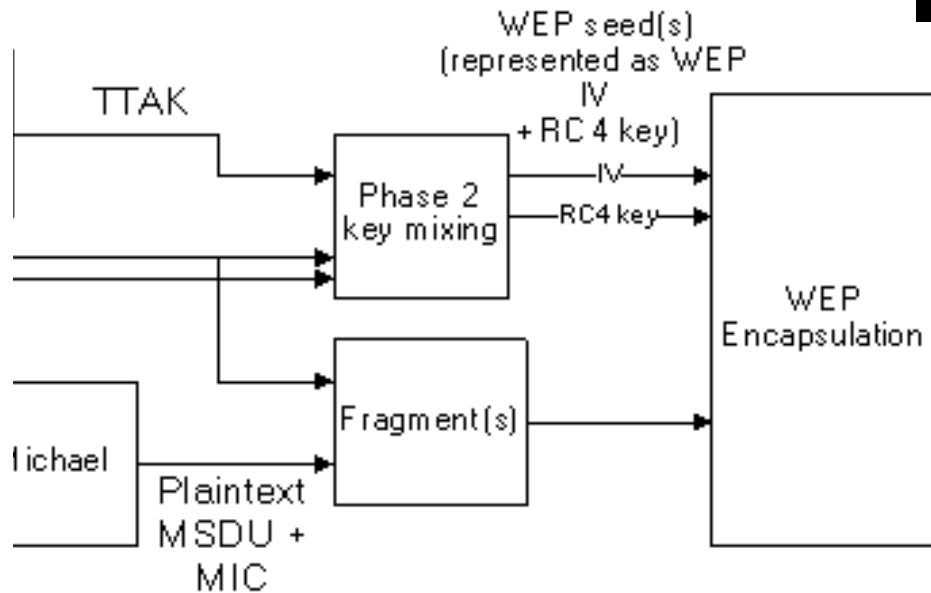 WEP seed(s)
(represented as WEP
IV
+ RC4 key)
TTAK
IV
Phase 2
key mixing
RC4 key
WEP
Encapsulation
Fragment(s)
Plaintext
MSDU +
MIC